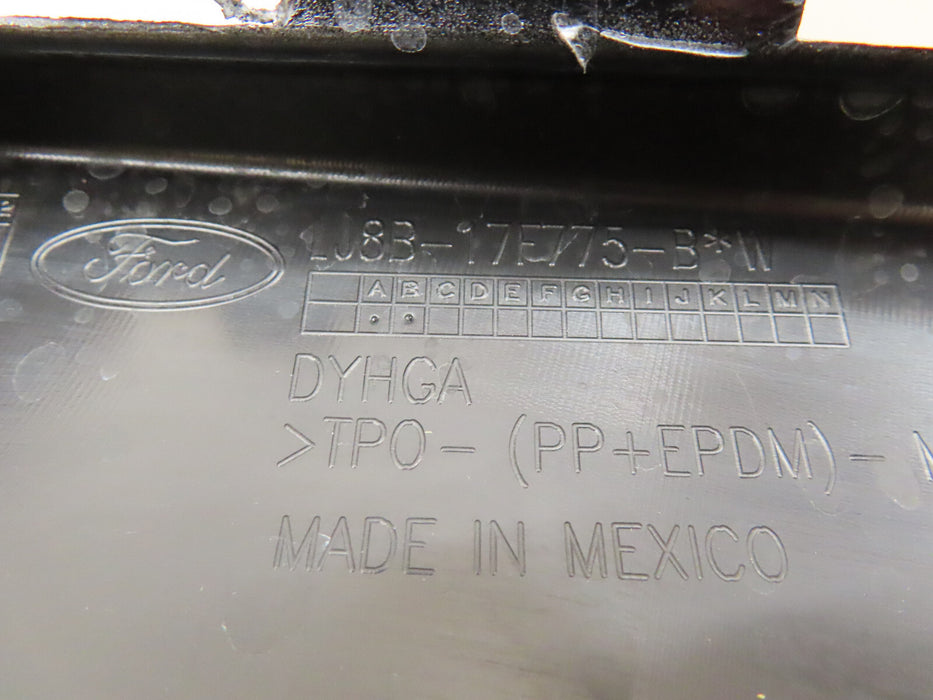 Ford
LJ8B-17E775-B*W
A B C D E F G H I J K L M N
DYHGA
>TPO-(PP+EPDM)-
MADE IN MEXICO